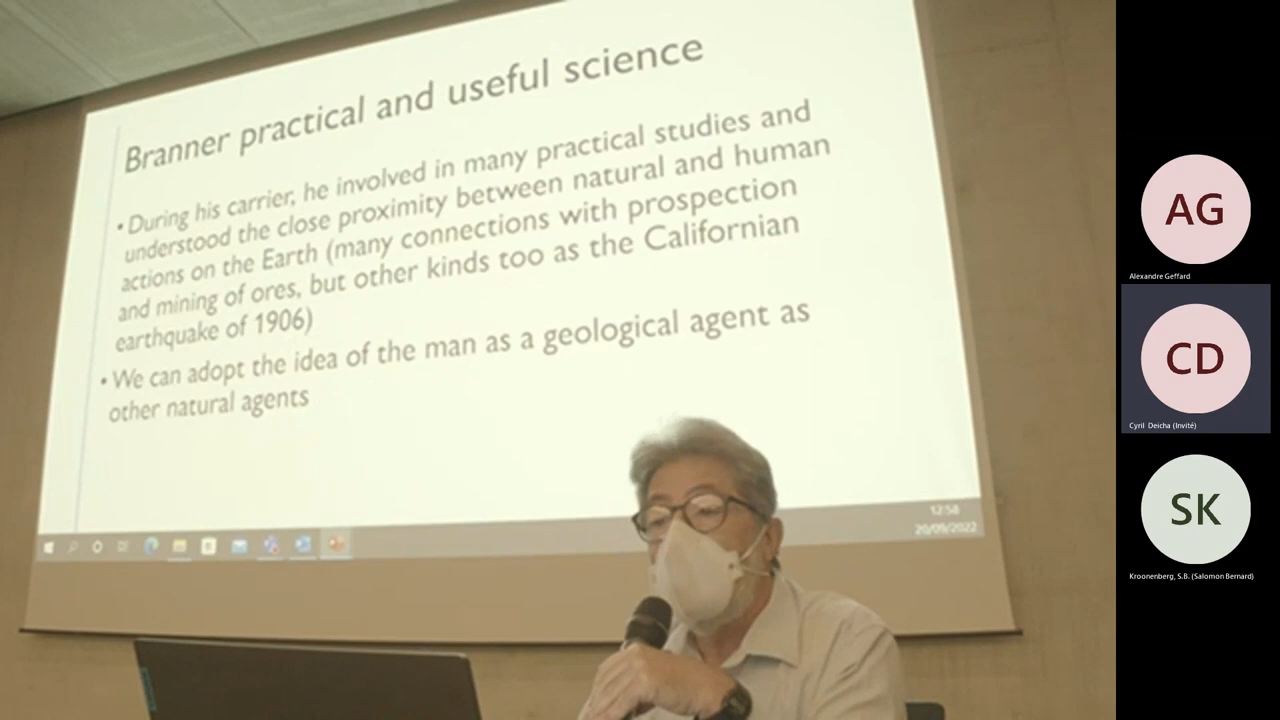 Branner practical and useful science
• During his carrier, he involved in many practical studies and
understood the close proximity between natural and human
actions on the Earth (many connections with prospection
and mining of ores, but other kinds too as the Californian
earthquake of 1906)
• We can adopt the idea of the man as a geological agent as
other natural agents
12:58
20/09/2022
AG
Alexandre Geffard
CD
Cyril Deicha (Invité)
SK
Kroonenberg, S.B. (Salomon Bernard)